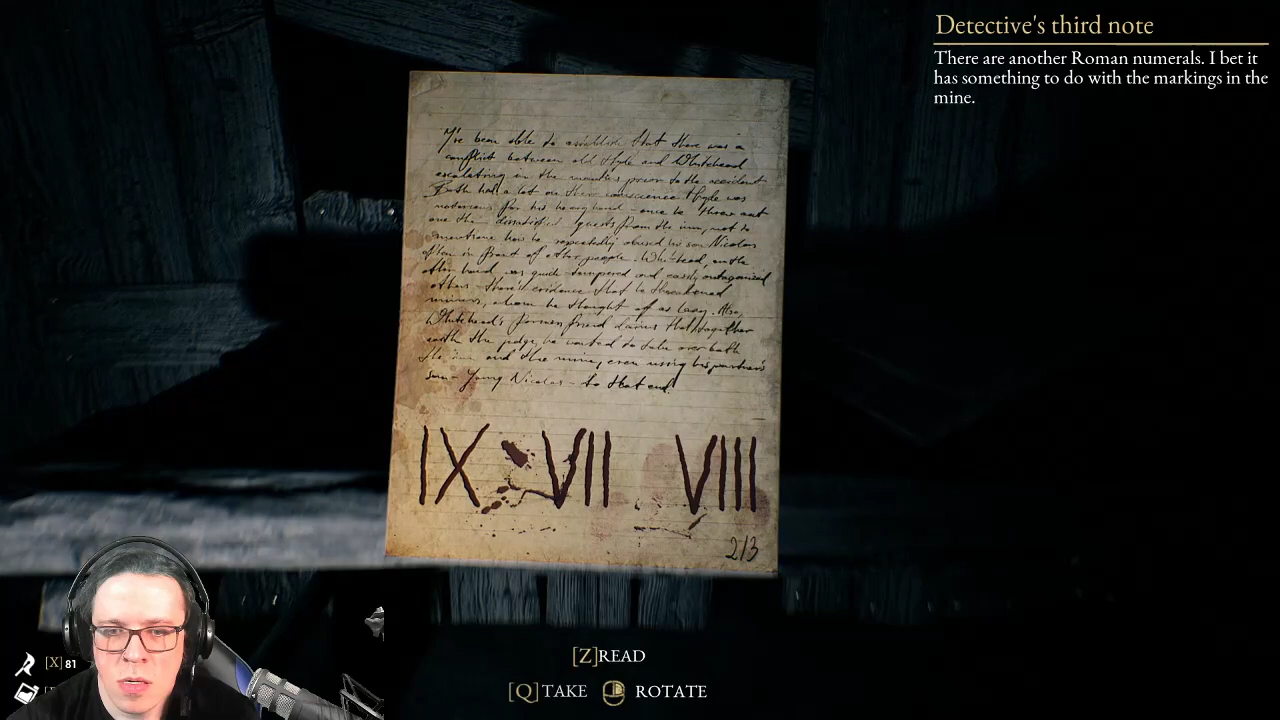 Detective's third note
There are another Roman numerals. I bet it
has something to do with the markings in the
mine.
I've been able to establish that there was a
conflict between old Hyde and Whitehead
escalating in the months prior to the accident
Both had a lot on their conscience. Hyde was
notorious for his heavy hand - once he threw out
one the dissatisfied guests from the inn, not to
mentione how he repeatedly abused his son Nicolas
often in front of other people. Whitehead, on the
other hand was quick-tempered and easily antagonized
others - there's evidence that he threatened
miners, whom he thought of as lazy. Also,
Whitehead's former friend claims that together
with the judge, he wanted to take over both
the inn and the mine, even using his partner's
son - young Nicolas - to that end.
IX VII VIII
2/3
[X] 81
[Z]READ
[Q]TAKE ROTATE